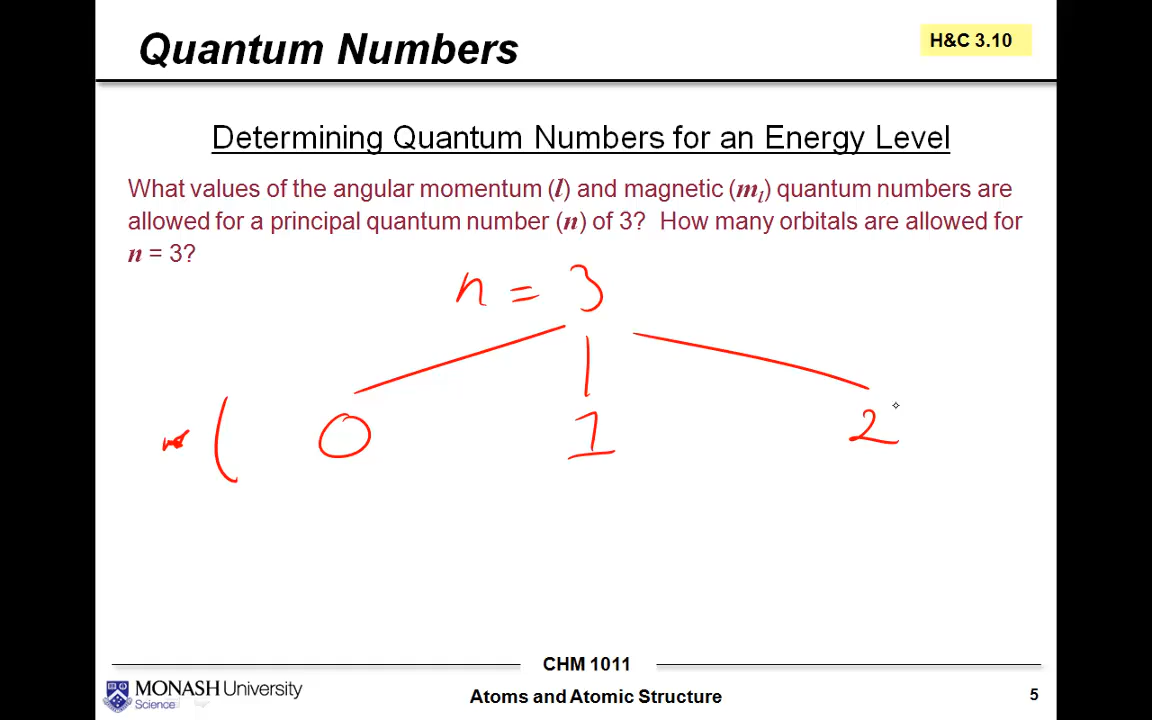 Quantum Numbers
H&C 3.10
Determining Quantum Numbers for an Energy Level
What values of the angular momentum (l) and magnetic (mₗ) quantum numbers are
allowed for a principal quantum number (n) of 3? How many orbitals are allowed for
n = 3?
n = 3
l 0 1 2
CHM 1011
MONASH University
Science
Atoms and Atomic Structure
5